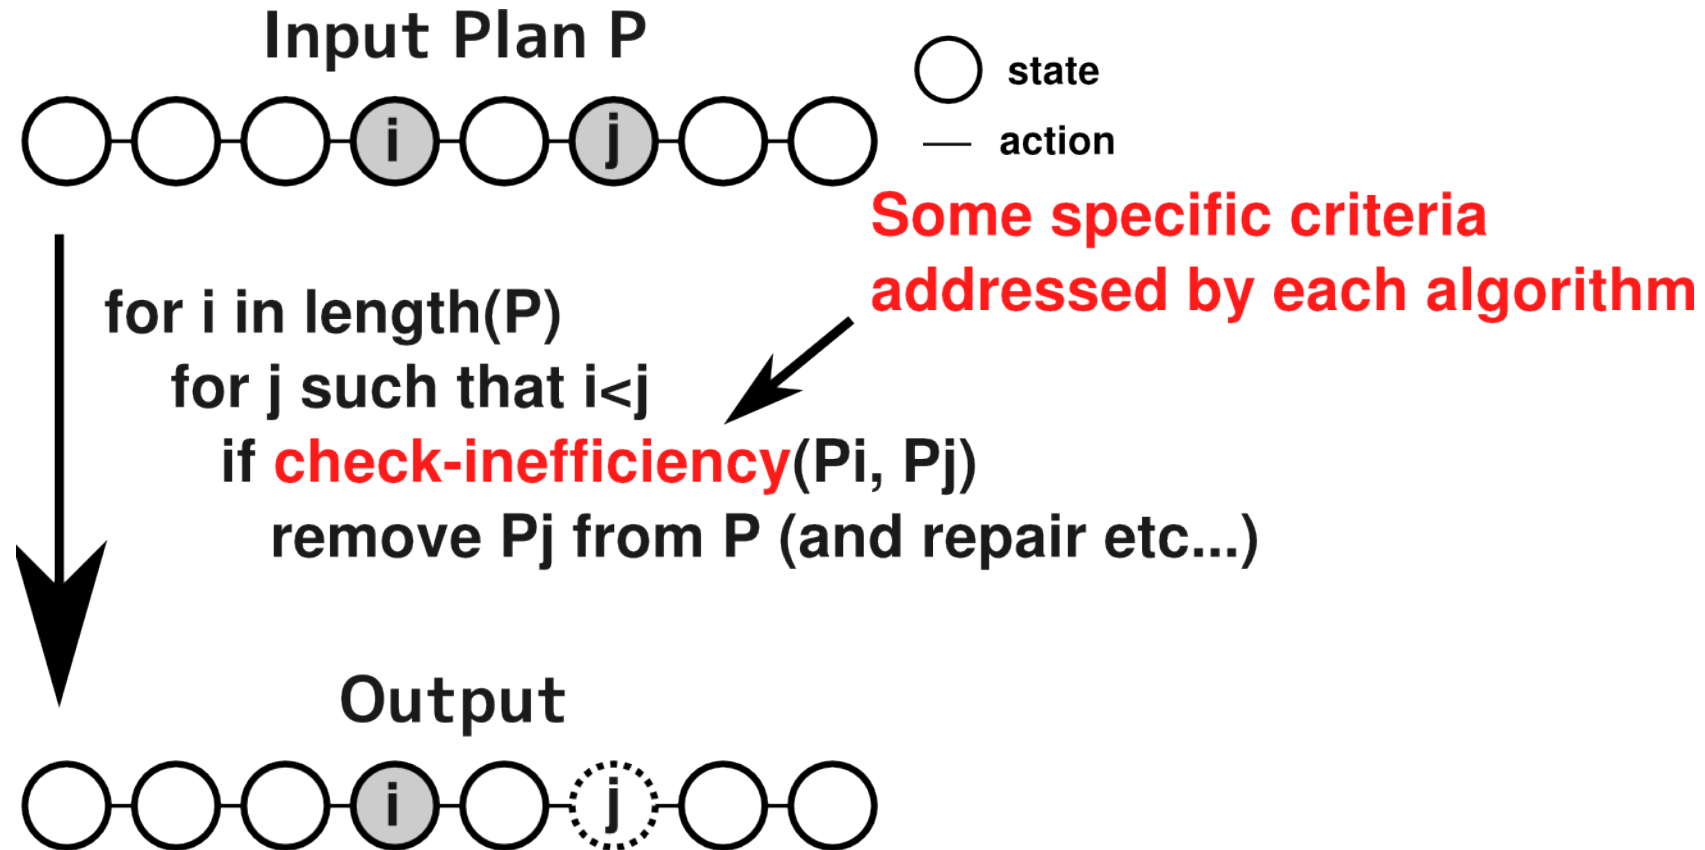 Input Plan P
state
i
j
action
Some specific criteria
addressed by each algorithm
for i in length(P)
for j such that i<j
if check-inefficiency(Pi, Pj)
remove Pj from P (and repair etc...)
Output
i
j